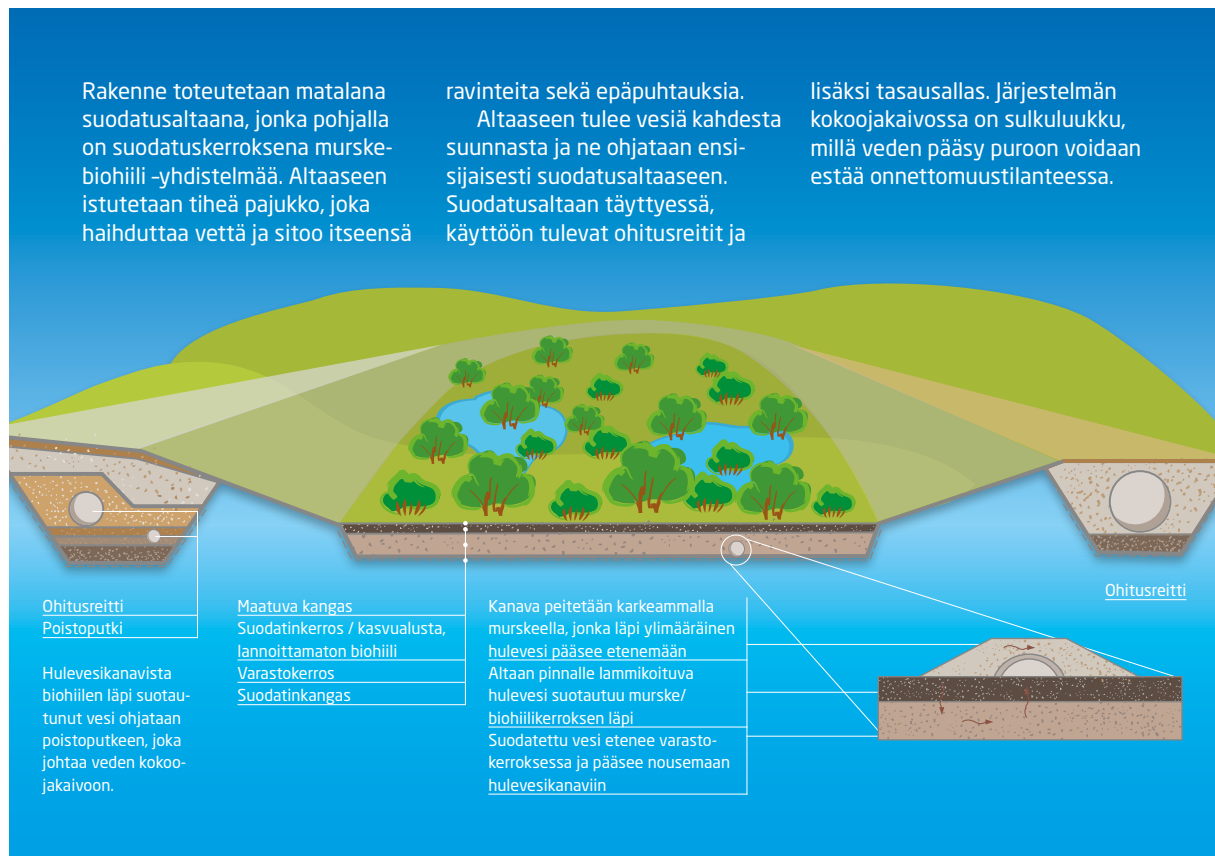 Rakenne toteutetaan matalana
suodatusaltaana, jonka pohjalla
on suodatuskerroksena murske-
biohiili –yhdistelmää. Altaaseen
istutetaan tiheä pajukko, joka
haihduttaa vettä ja sitoo itseensä
ravinteita sekä epäpuhtauksia.
Altaaseen tulee vesiä kahdesta
suunnasta ja ne ohjataan ensi-
sijaisesti suodatusaltaaseen.
Suodatusaltaan täyttyessä,
käyttöön tulevat ohitusreitit ja
lisäksi tasausallas. Järjestelmän
kokoojakaivossa on sulkuluukku,
millä veden pääsy puroon voidaan
estää onnettomuustilanteessa.
Ohitusreitti
Poistoputki
Hulevesikanavista
biohiilen läpi suotau-
tunut vesi ohjataan
poistoputkeen, joka
johtaa veden kokoo-
jakaivoon.
Maatuva kangas
Suodatinkerros / kasvualusta,
lannoittamaton biohiili
Varastokerros
Suodatinkangas
Kanava peitetään karkeammalla
murskeella, jonka läpi ylimääräinen
hulevesi pääsee etenemään
Altaan pinnalle lammikoituva
hulevesi suotautuu murske/
biohiilikerroksen läpi
Suodatettu vesi etenee varasto-
kerroksessa ja pääsee nousemaan
hulevesikanaviin
Ohitusreitti